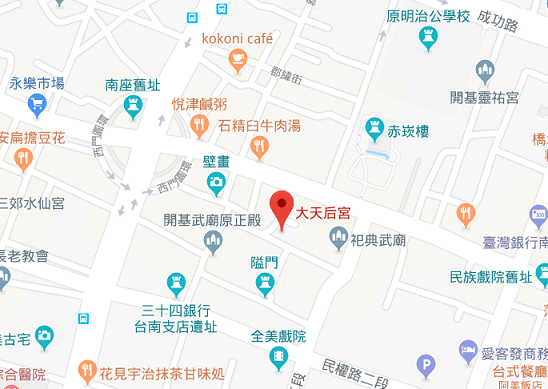 原明治公學校
成功路
kokoni café
郡緯街
永樂市場
南座舊址
開基靈祐宮
悅津鹹粥
石精臼牛肉湯
赤崁樓
西門圓環
安扁擔豆花
西門圓環
壁畫
三郊水仙宮
大天后宮
開基武廟原正殿
祀典武廟
臺灣銀行南
長老教會
隘門
民族戲院舊址
三十四銀行
台南支店遺址
全美戲院
集古宅
愛客發商務
民權路二段
台式餐廳
阿美飯店
綜合醫院
花見宇治抹茶甘味処
P